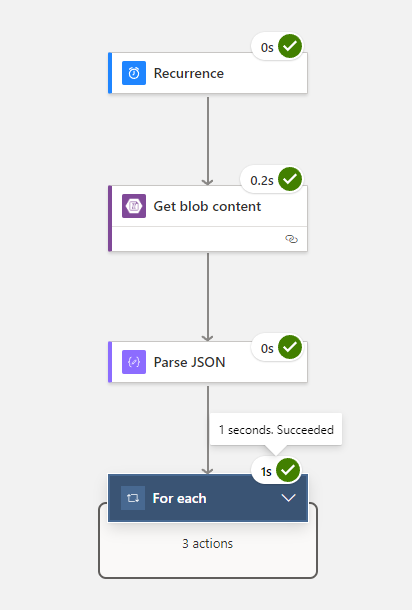 0s
Recurrence
0.2s
Get blob content
0s
Parse JSON
1 seconds. Succeeded
1s
For each
3 actions